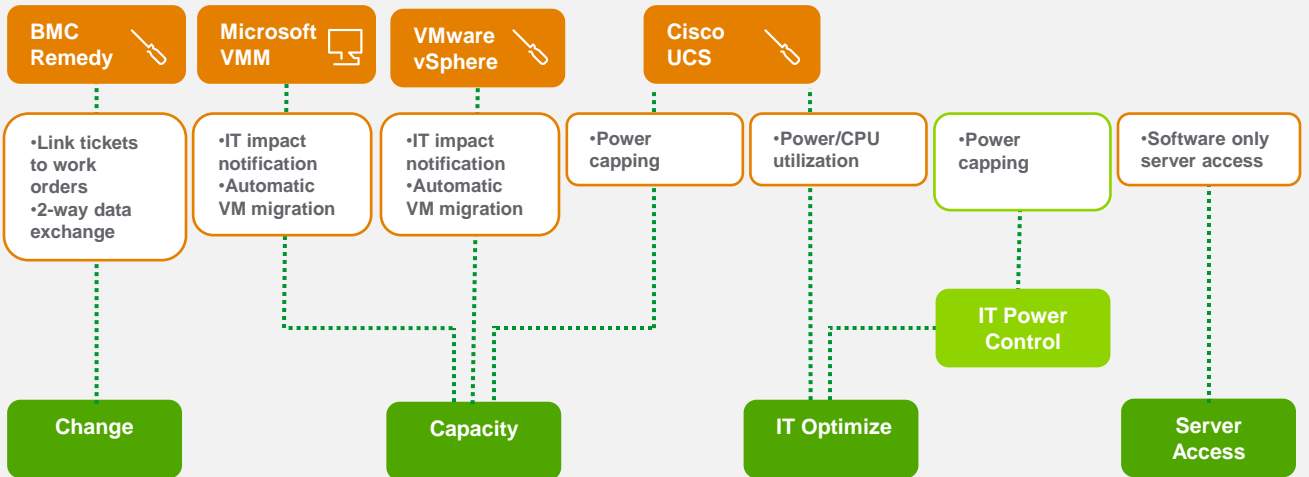 BMC
Remedy
Microsoft
VMM
VMware
vSphere
Cisco
UCS
•Link tickets
to work
orders
•2-way data
exchange
•IT impact
notification
•Automatic
VM migration
•IT impact
notification
•Automatic
VM migration
•Power
capping
•Power/CPU
utilization
•Power
capping
•Software only
server access
IT Power
Control
Change
Capacity
IT Optimize
Server
Access